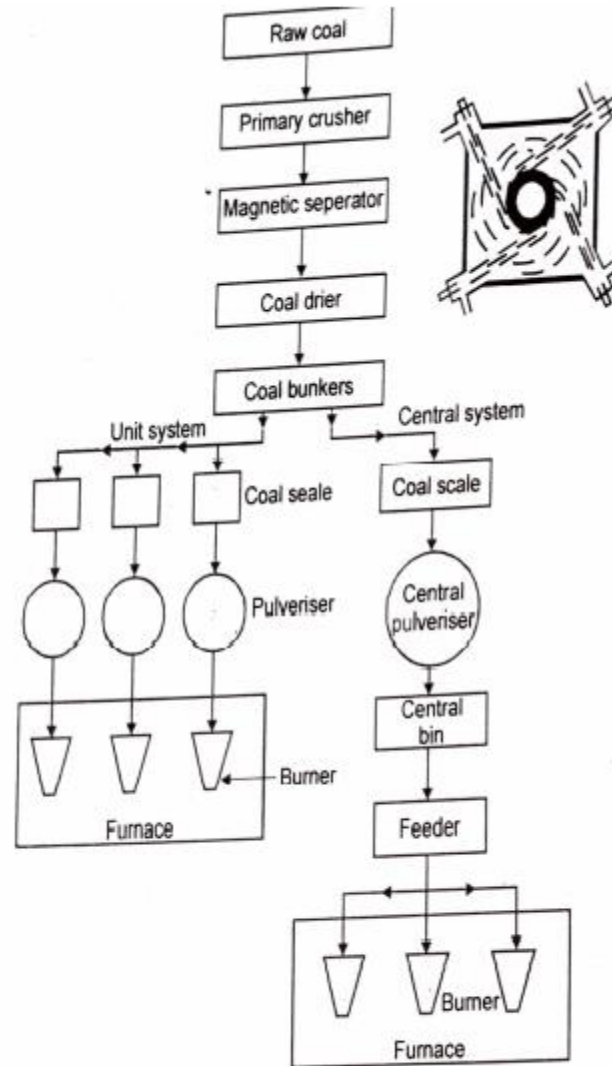 Raw coal
Primary crusher
Magnetic seperator
Coal drier
Coal bunkers
Unit system
Central system
Coal seale
Coal scale
Pulveriser
Central
pulveriser
Central
bin
Burner
Furnace
Feeder
Burner
Furnace